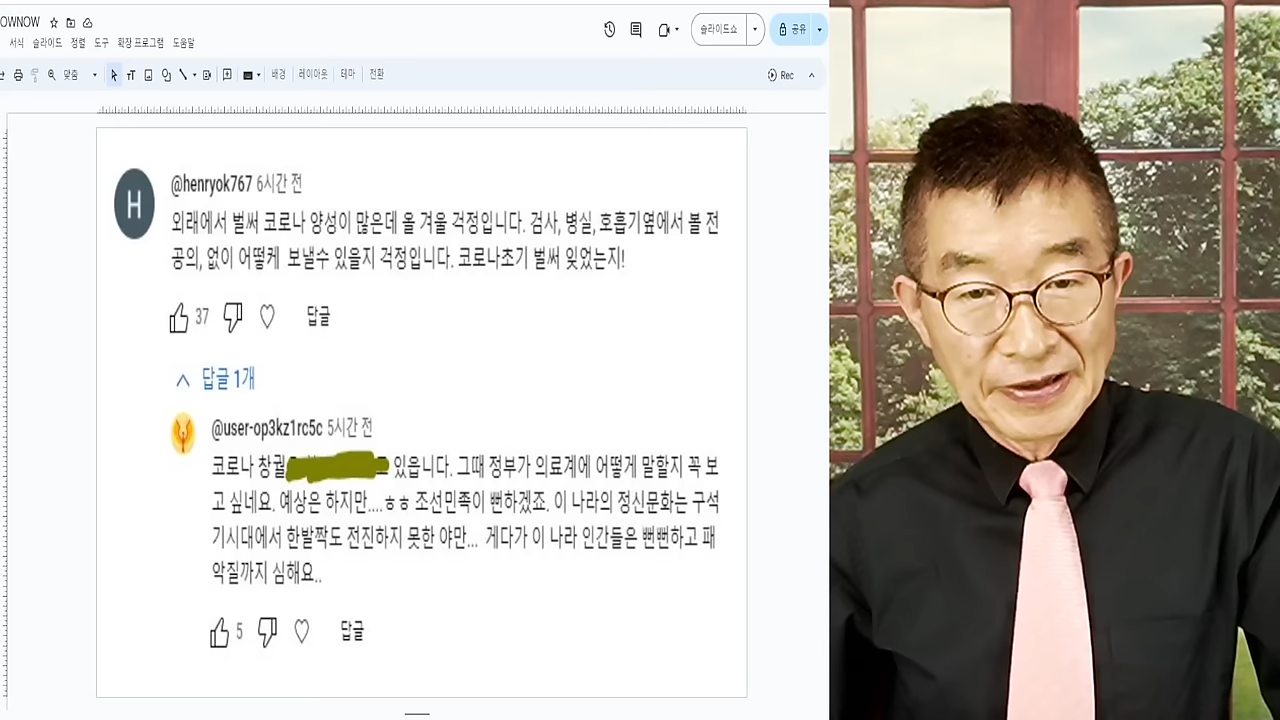 OWNOW
서식 슬라이드 정렬 도구 확장 프로그램 도움말
슬라이드쇼
공유
맞춤
배경 레이아웃 테마 전환
Rec
H
@henryok767 6시간 전
외래에서 벌써 코로나 양성이 많은데 올 겨울 걱정입니다. 검사, 병실, 호흡기옆에서 볼 전
공의, 없이 어떻케 보낼수 있을지 걱정입니다. 코로나초기 벌써 잊었는지!
37
답글
답글 1개
@user-op3kz1rc5c 5시간 전
코로나 창궐 있읍니다. 그때 정부가 의료계에 어떻게 말할지 꼭 보
고 싶네요. 예상은 하지만....ㅎㅎ 조선민족이 뻔하겠죠. 이 나라의 정신문화는 구석
기시대에서 한발짝도 전진하지 못한 야만... 게다가 이 나라 인간들은 뻔뻔하고 패
악질까지 심해요..
5
답글